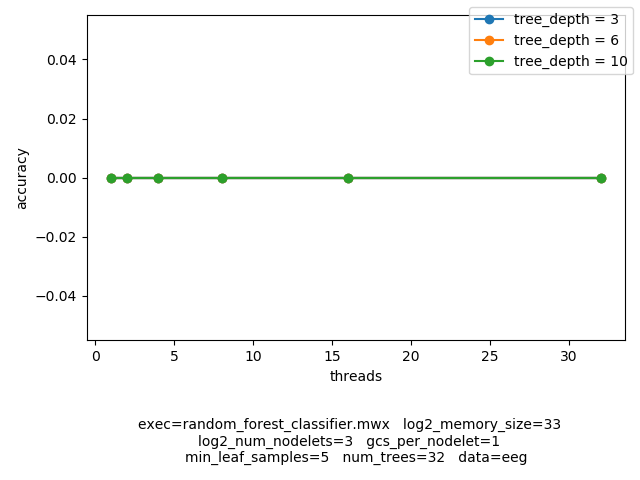 tree_depth = 3
tree_depth = 6
tree_depth = 10
0.04
0.02
0.00
−0.02
−0.04
accuracy
0 5 10 15 20 25 30
threads
exec=random_forest_classifier.mwx log2_memory_size=33
log2_num_nodelets=3 gcs_per_nodelet=1
min_leaf_samples=5 num_trees=32 data=eeg